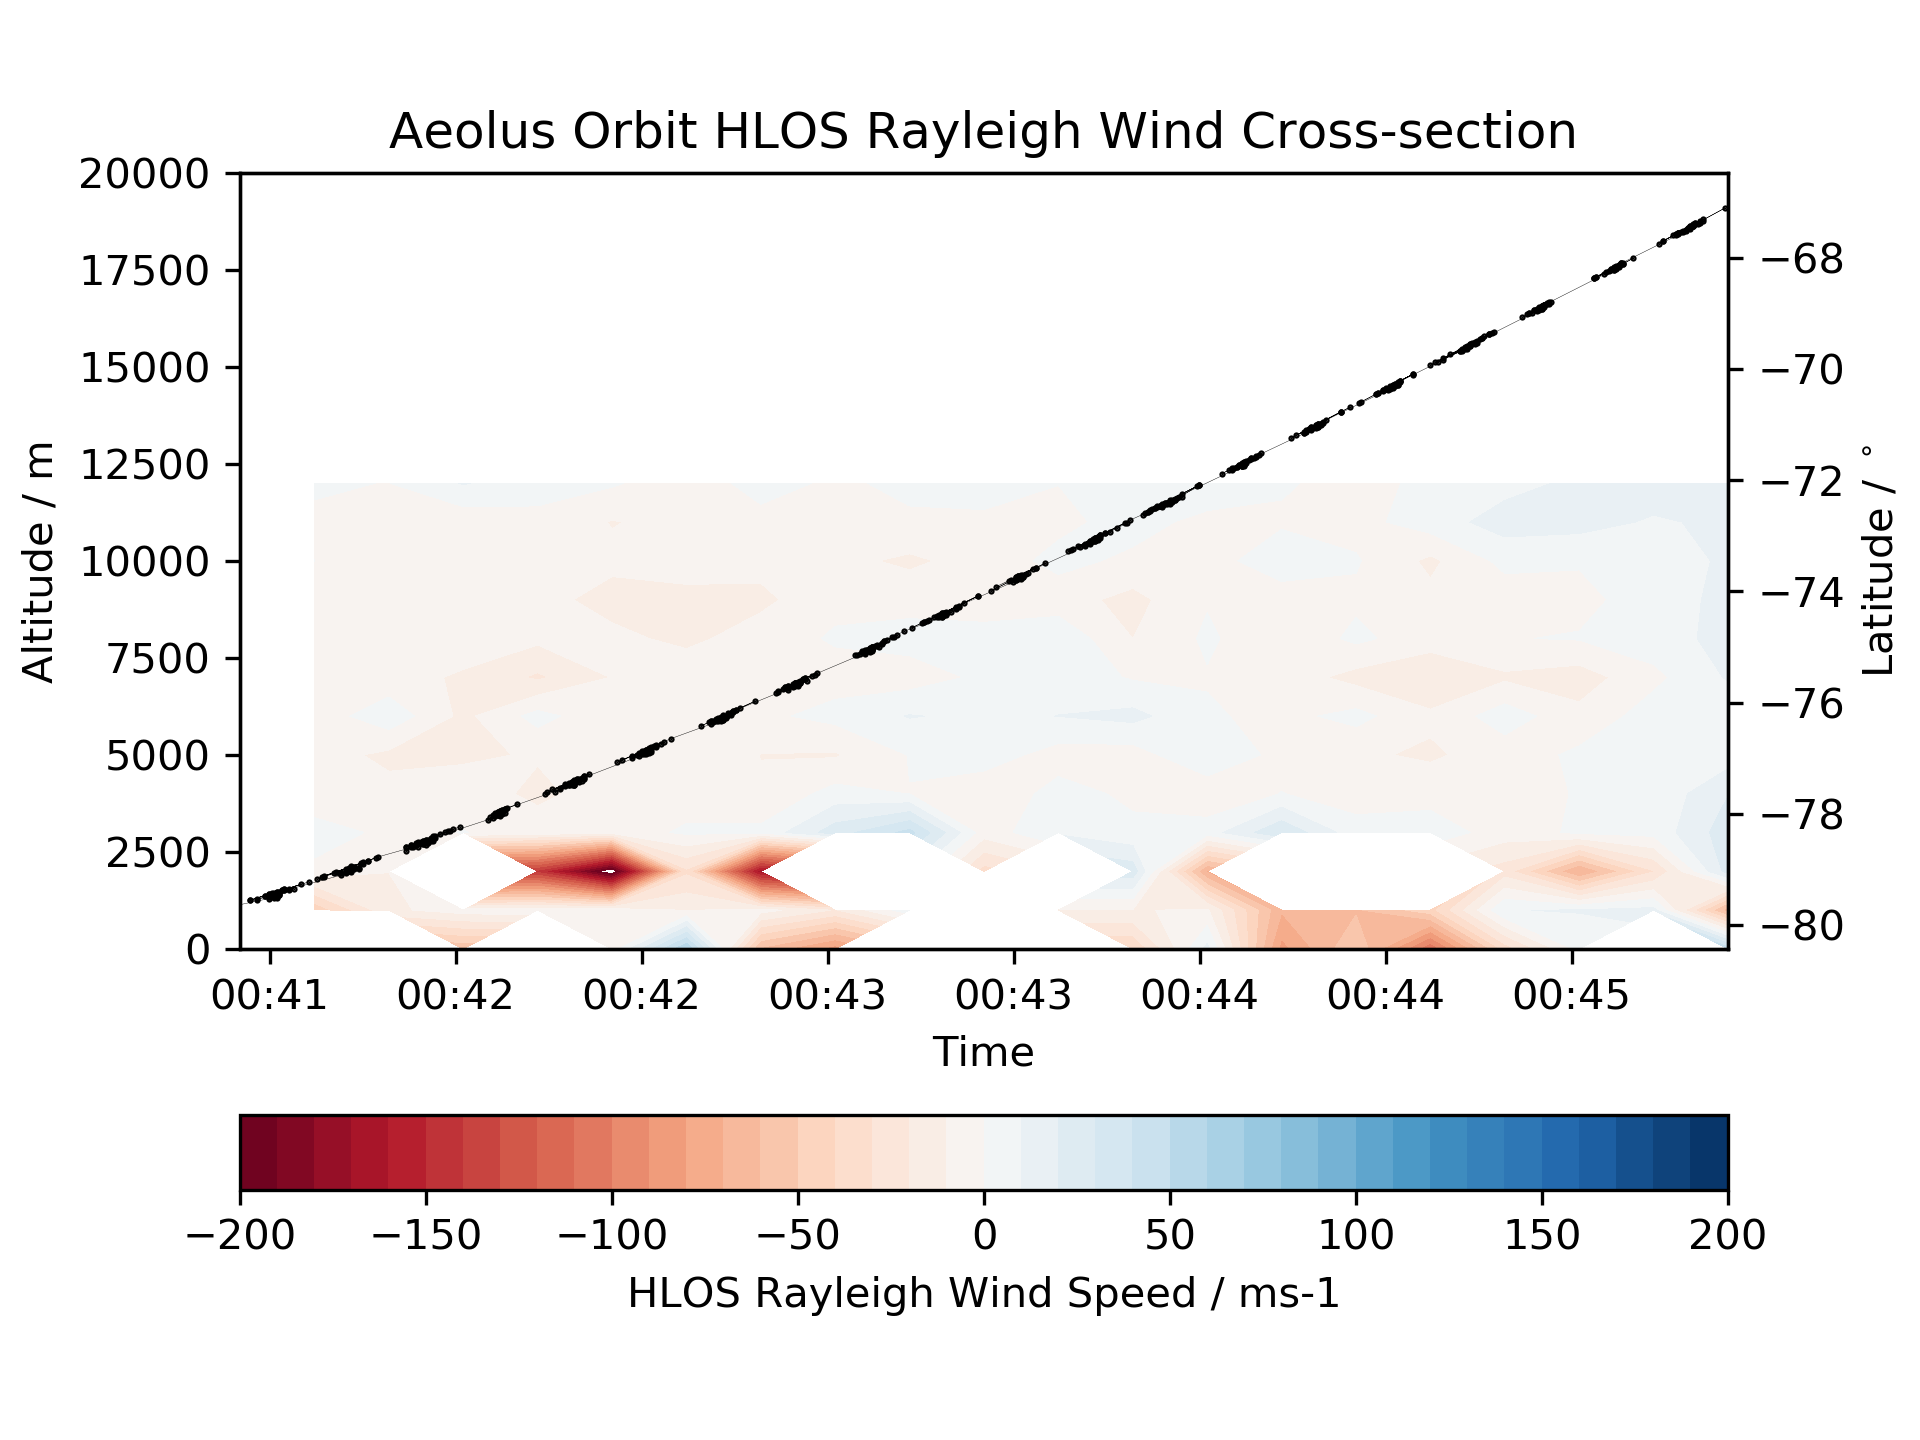 Aeolus Orbit HLOS Rayleigh Wind Cross-section
20000
17500
15000
12500
10000
7500
5000
2500
0
Altitude / m
−68
−70
−72
−74
−76
−78
−80
Latitude / °
00:41 00:42 00:42 00:43 00:43 00:44 00:44 00:45
Time
−200 −150 −100 −50 0 50 100 150 200
HLOS Rayleigh Wind Speed / ms-1